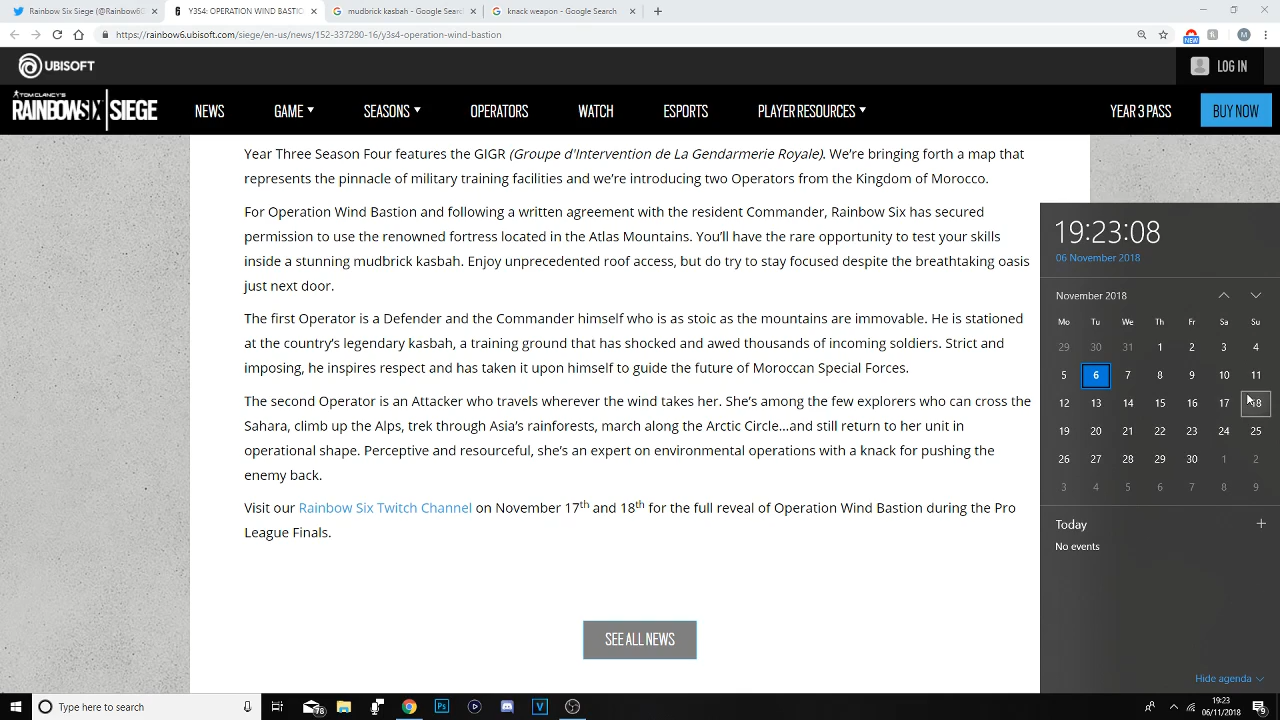 Rainbow Six Siege (@Rainbow6G
Y3S4: OPERATION WIND BASTIO
mudbrick kasbah - Google Searc
knack weapon - Google Search
https://rainbow6.ubisoft.com/siege/en-us/news/152-337280-16/y3s4-operation-wind-bastion
NEW
M
UBISOFT
LOG IN
TOM CLANCY'S
RAINBOW SIX | SIEGE
NEWS
GAME
SEASONS
OPERATORS
WATCH
ESPORTS
PLAYER RESOURCES
YEAR 3 PASS
BUY NOW
Year Three Season Four features the GIGR (Groupe d'Intervention de La Gendarmerie Royale). We're bringing forth a map that
represents the pinnacle of military training facilities and we're introducing two Operators from the Kingdom of Morocco.
For Operation Wind Bastion and following a written agreement with the resident Commander, Rainbow Six has secured
permission to use the renowned fortress located in the Atlas Mountains. You'll have the rare opportunity to test your skills
inside a stunning mudbrick kasbah. Enjoy unprecedented roof access, but do try to stay focused despite the breathtaking oasis
just next door.
The first Operator is a Defender and the Commander himself who is as stoic as the mountains are immovable. He is stationed
at the country's legendary kasbah, a training ground that has shocked and awed thousands of incoming soldiers. Strict and
imposing, he inspires respect and has taken it upon himself to guide the future of Moroccan Special Forces.
The second Operator is an Attacker who travels wherever the wind takes her. She's among the few explorers who can cross the
Sahara, climb up the Alps, trek through Asia's rainforests, march along the Arctic Circle…and still return to her unit in
operational shape. Perceptive and resourceful, she's an expert on environmental operations with a knack for pushing the
enemy back.
Visit our Rainbow Six Twitch Channel on November 17th and 18th for the full reveal of Operation Wind Bastion during the Pro
League Finals.
SEE ALL NEWS
19:23:08
06 November 2018
November 2018
Mo Tu We Th Fr Sa Su
29 30 31 1 2 3 4
5 6 7 8 9 10 11
12 13 14 15 16 17 18
19 20 21 22 23 24 25
26 27 28 29 30 1 2
3 4 5 6 7 8 9
Today
No events
Hide agenda
Type here to search
78
Ps
V
19:23
06/11/2018